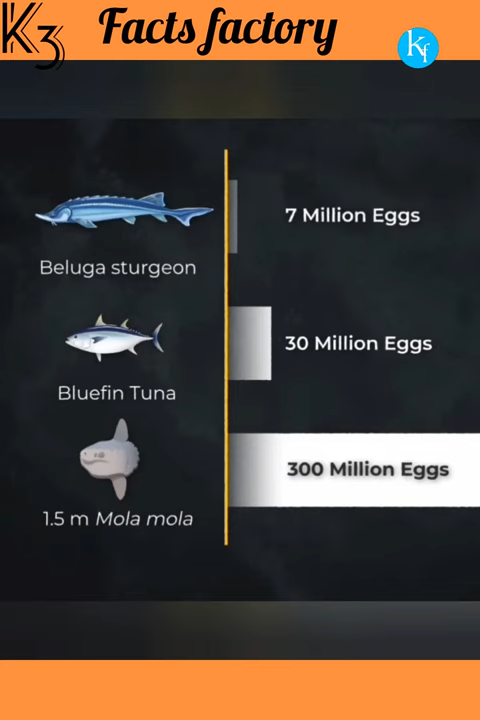 K3 Facts factory
kf
7 Million Eggs
Beluga sturgeon
30 Million Eggs
Bluefin Tuna
300 Million Eggs
1.5 m Mola mola